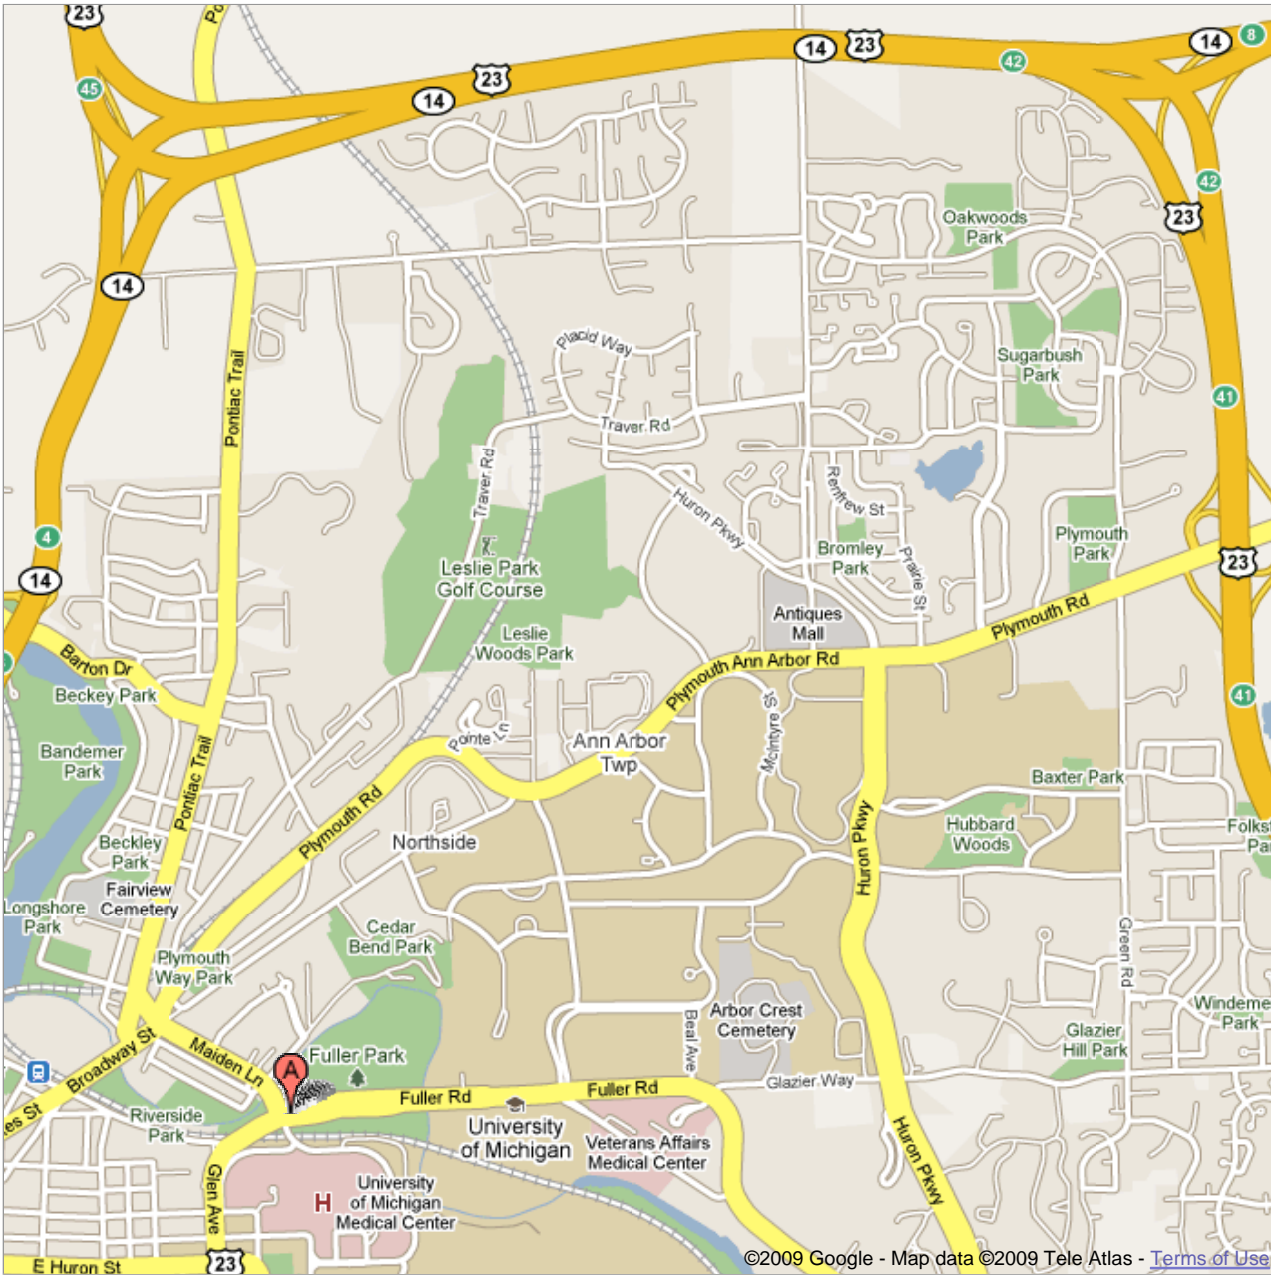 23
Po
45
14
23
14
23
42
14
8
42
23
Oakwoods
Park
14
Placid Way
Sugarbush
Park
Pontiac Trail
41
Traver Rd
Traver Rd
Huron Pkwy
Renfrew St
4
14
Leslie Park
Golf Course
Bromley
Park
Prairie St
Plymouth
Park
23
Antiques
Mall
Plymouth Rd
Leslie
Woods Park
Barton Dr
Beckey Park
Plymouth Ann Arbor Rd
41
McIntyre St
Pointe Ln
Ann Arbor
Twp
Bandemer
Park
Pontiac Trail
Baxter Park
Plymouth Rd
Huron Pkwy
Northside
Hubbard
Woods
Folks
Pa
Beckley
Park
Fairview
Cemetery
Longshore
Park
Cedar
Bend Park
Green Rd
Plymouth
Way Park
Arbor Crest
Cemetery
Beal Ave
Windeme
Park
Glazier
Hill Park
Broadway St
Maiden Ln
A
Fuller Park
Glazier Way
Fuller Rd
Fuller Rd
es St
Riverside
Park
University
of Michigan
Veterans Affairs
Medical Center
Huron Pkwy
Glen Ave
H
University
of Michigan
Medical Center
23
E Huron St
©2009 Google - Map data ©2009 Tele Atlas - Terms of Use